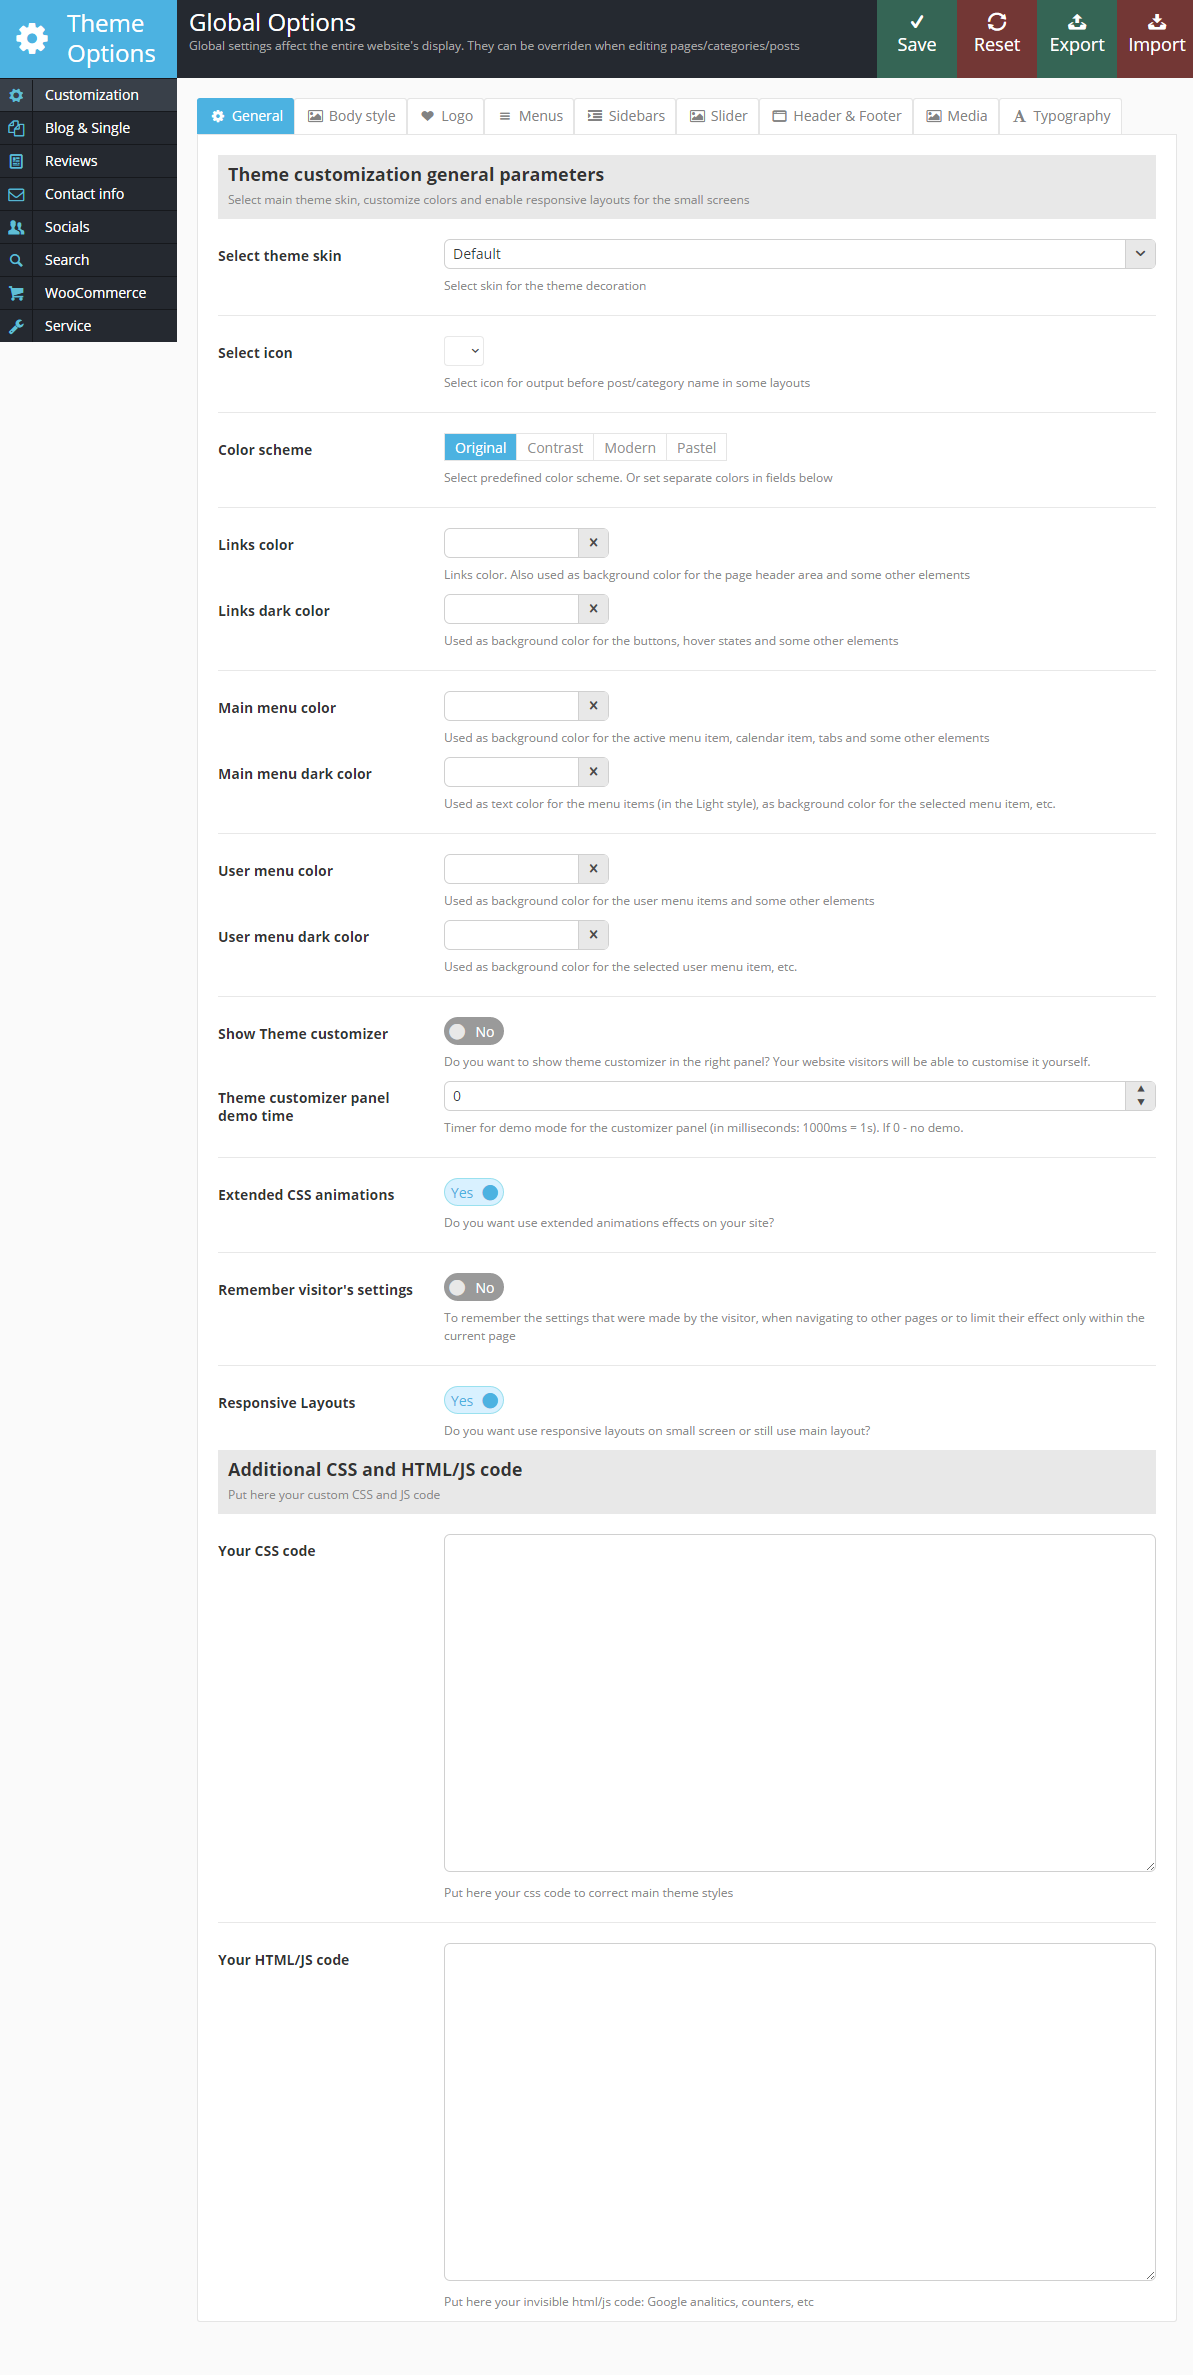 Theme
Options
Global Options
Global settings affect the entire website's display. They can be overriden when editing pages/categories/posts
Save
Reset
Export
Import
Customization
Blog & Single
Reviews
Contact info
Socials
Search
WooCommerce
Service
General
Body style
Logo
Menus
Sidebars
Slider
Header & Footer
Media
Typography
Theme customization general parameters
Select main theme skin, customize colors and enable responsive layouts for the small screens
Select theme skin
Default
Select skin for the theme decoration
Select icon
Select icon for output before post/category name in some layouts
Color scheme
Original Contrast Modern Pastel
Select predefined color scheme. Or set separate colors in fields below
Links color
Links color. Also used as background color for the page header area and some other elements
Links dark color
Used as background color for the buttons, hover states and some other elements
Main menu color
Used as background color for the active menu item, calendar item, tabs and some other elements
Main menu dark color
Used as text color for the menu items (in the Light style), as background color for the selected menu item, etc.
User menu color
Used as background color for the user menu items and some other elements
User menu dark color
Used as background color for the selected user menu item, etc.
Show Theme customizer
No
Do you want to show theme customizer in the right panel? Your website visitors will be able to customise it yourself.
Theme customizer panel
demo time
0
Timer for demo mode for the customizer panel (in milliseconds: 1000ms = 1s). If 0 - no demo.
Extended CSS animations
Yes
Do you want use extended animations effects on your site?
Remember visitor's settings
No
To remember the settings that were made by the visitor, when navigating to other pages or to limit their effect only within the
current page
Responsive Layouts
Yes
Do you want use responsive layouts on small screen or still use main layout?
Additional CSS and HTML/JS code
Put here your custom CSS and JS code
Your CSS code
Put here your css code to correct main theme styles
Your HTML/JS code
Put here your invisible html/js code: Google analitics, counters, etc